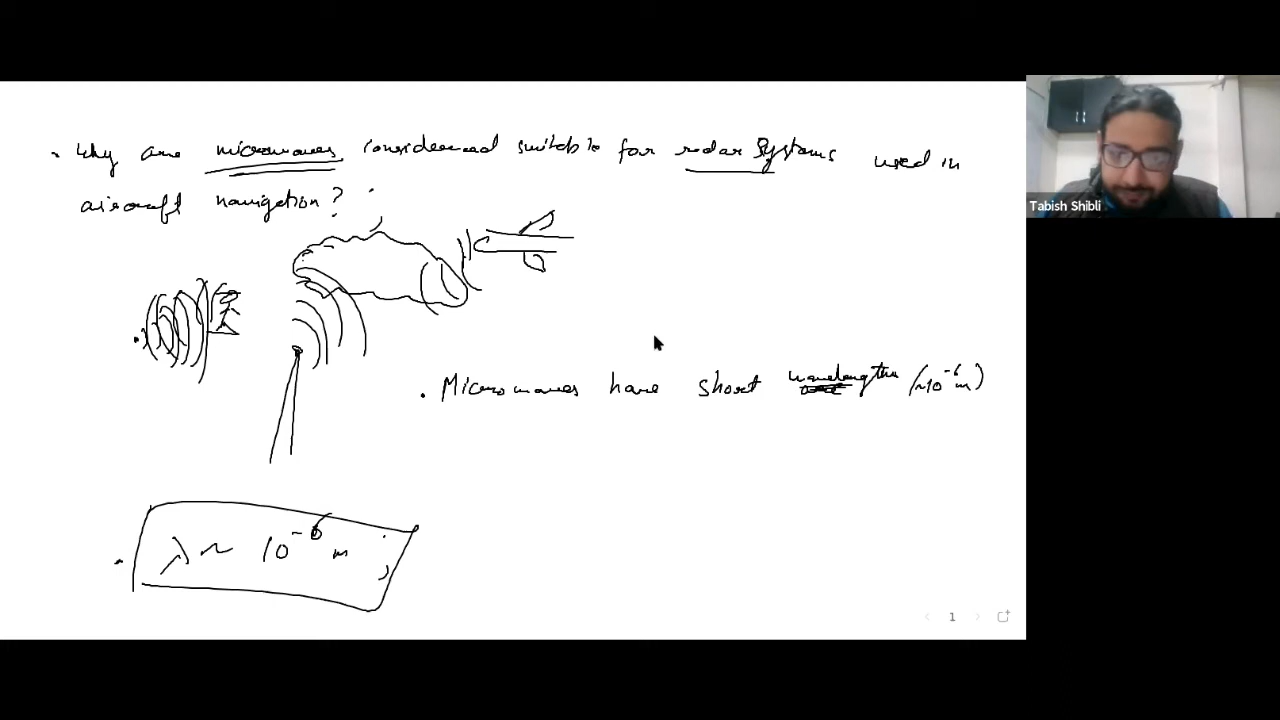 . Why are microwaves considered suitable for radar systems used in
aircraft navigation?
. Microwaves have short wavelengths (~10⁻⁶ m)
. λ ~ 10⁻⁶ m
Tabish Shibli
1